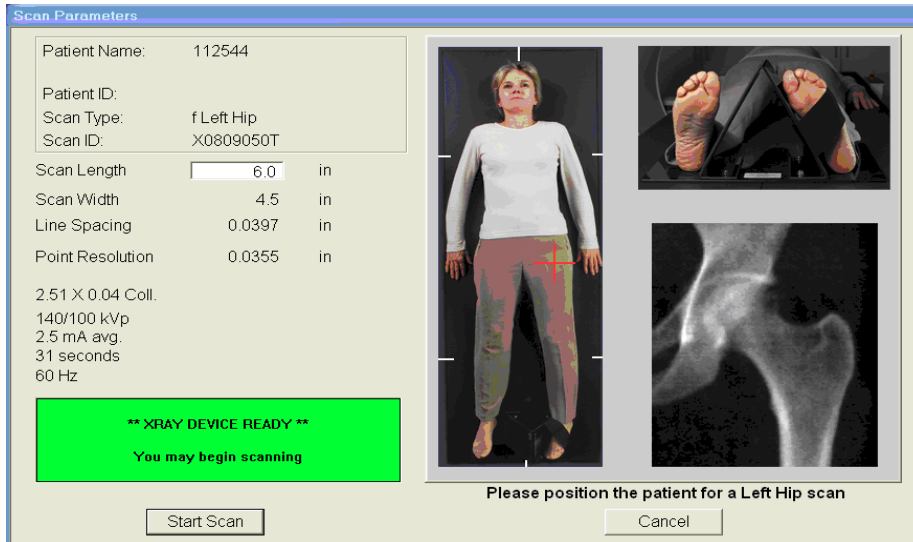 Scan Parameters
Patient Name: 112544
Patient ID:
Scan Type: f Left Hip
Scan ID: X0809050T
Scan Length 6.0 in
Scan Width 4.5 in
Line Spacing 0.0397 in
Point Resolution 0.0355 in
2.51 X 0.04 Coll.
140/100 kVp
2.5 mA avg.
31 seconds
60 Hz
** XRAY DEVICE READY **
You may begin scanning
Start Scan
Please position the patient for a Left Hip scan
Cancel